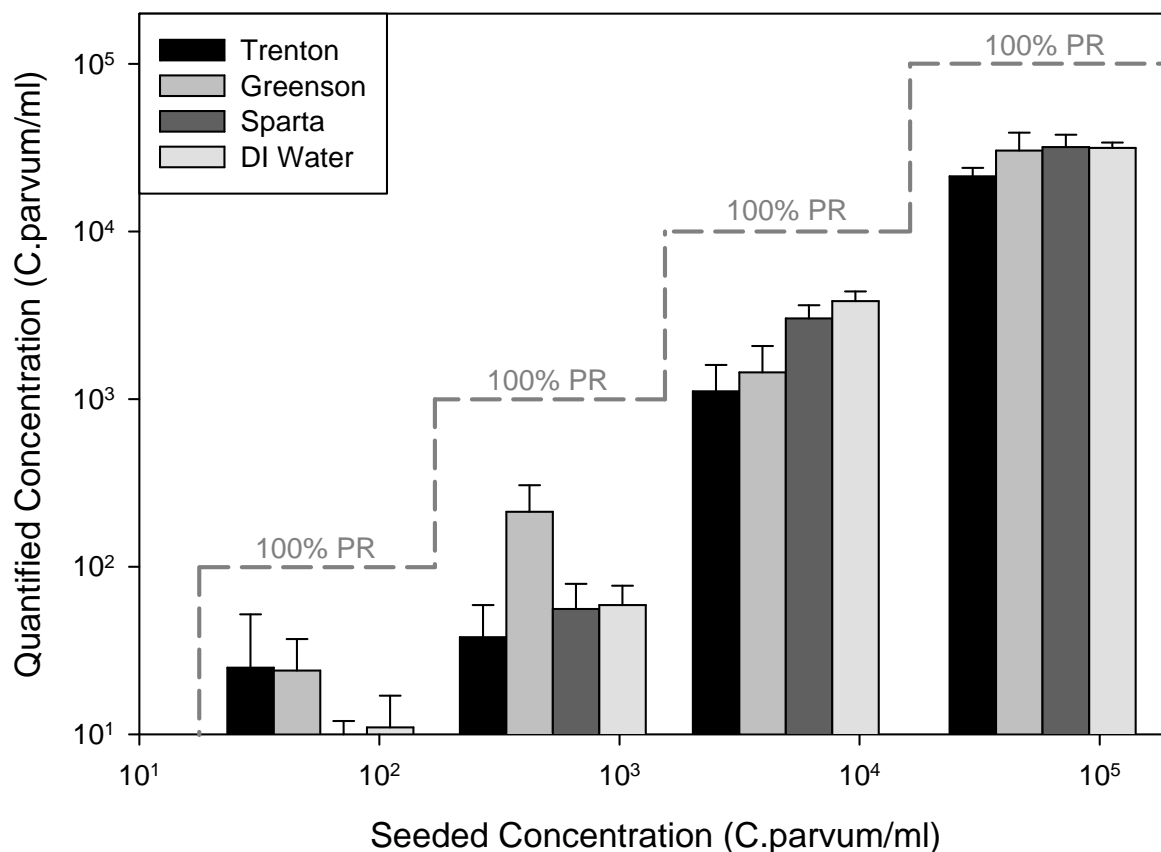 Trenton
Greenson
Sparta
DI Water
100% PR
100% PR
100% PR
100% PR
10⁵
10⁴
10³
10²
10¹
Quantified Concentration (C.parvum/ml)
10¹ 10² 10³ 10⁴ 10⁵
Seeded Concentration (C.parvum/ml)